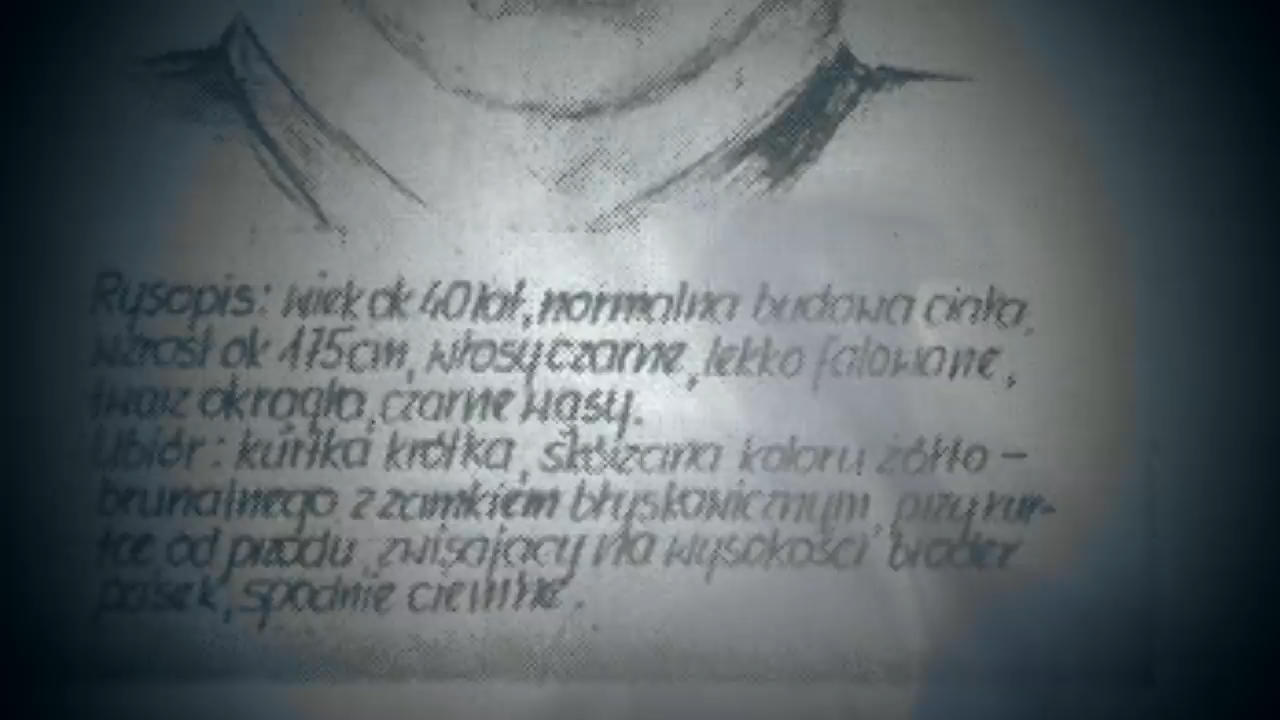 Rysopis: wiek ok 40 lat, normalna budowa ciała,
wzrost ok 175cm, włosy czarne, lekko falowane,
twarz okrągła, czarne wąsy.
Ubiór: kurtka krótka, skórzana koloru żółto –
brunatnego z zamkiem błyskawicznym, przy kur-
tce od przodu zwisający na wysokości bioder
pasek, spodnie ciemne.